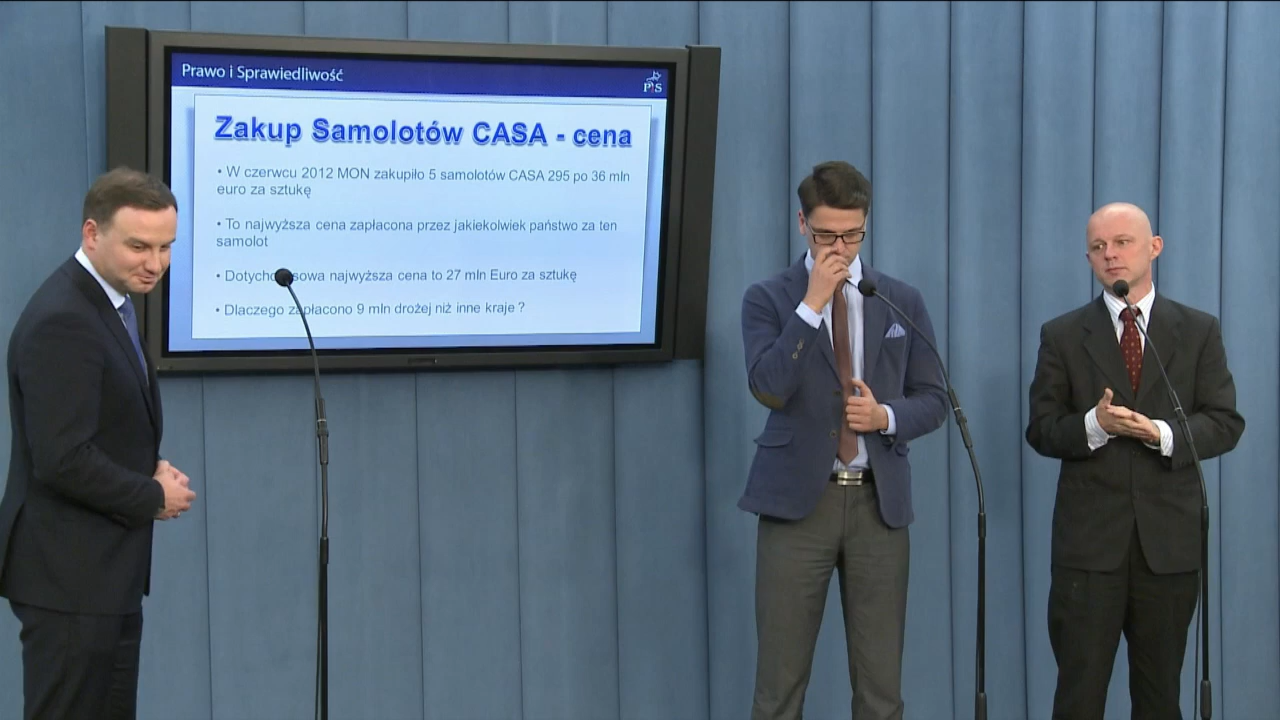 Prawo i Sprawiedliwość
PiS
Zakup Samolotów CASA - cena
• W czerwcu 2012 MON zakupiło 5 samolotów CASA 295 po 36 mln
euro za sztukę
• To najwyższa cena zapłacona przez jakiekolwiek państwo za ten
samolot
• Dotychczasowa najwyższa cena to 27 mln Euro za sztukę
• Dlaczego zapłacono 9 mln drożej niż inne kraje ?